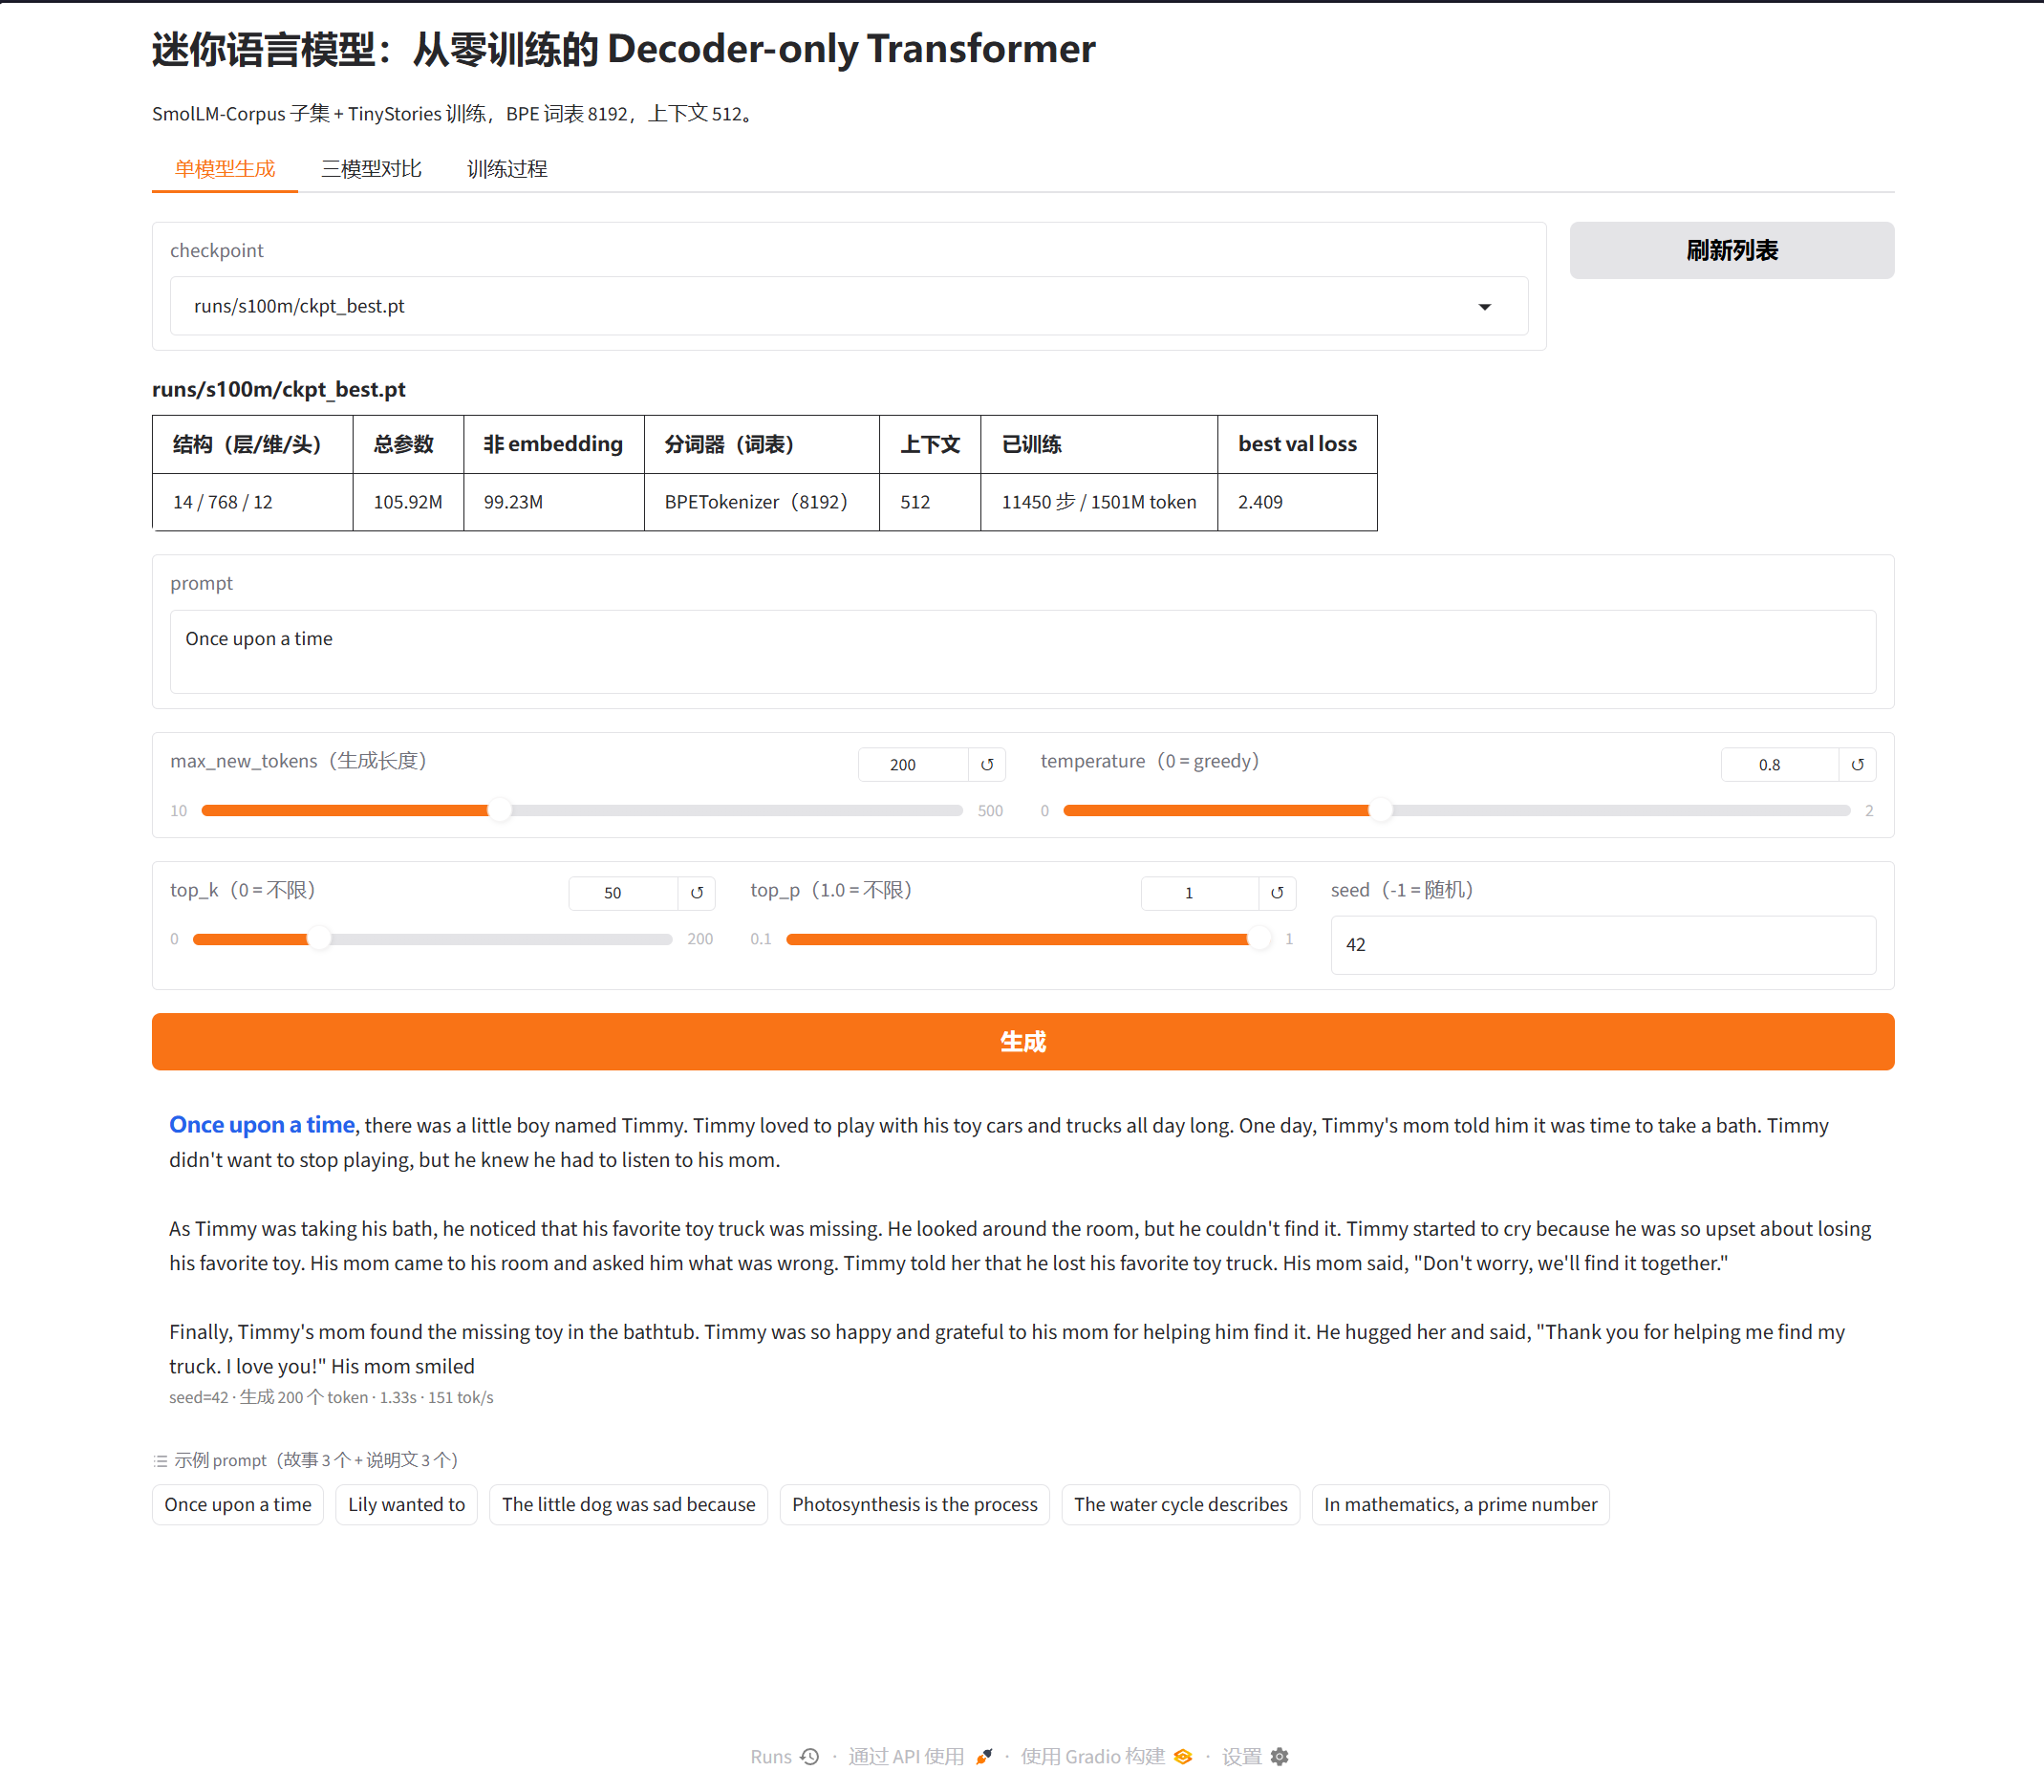 迷你语言模型：从零训练的 Decoder-only Transformer
SmolLM-Corpus 子集 + TinyStories 训练，BPE 词表 8192，上下文 512。
单模型生成 三模型对比 训练过程
checkpoint
刷新列表
runs/s100m/ckpt_best.pt
runs/s100m/ckpt_best.pt
结构（层/维/头） 总参数 非 embedding 分词器（词表） 上下文 已训练 best val loss
14 / 768 / 12 105.92M 99.23M BPETokenizer（8192） 512 11450 步 / 1501M token 2.409
prompt
Once upon a time
max_new_tokens（生成长度） 200 ↺ temperature（0 = greedy） 0.8 ↺
10 500 0 2
top_k（0 = 不限） 50 ↺ top_p（1.0 = 不限） 1 ↺ seed（-1 = 随机）
0 200 0.1 1 42
生成
Once upon a time, there was a little boy named Timmy. Timmy loved to play with his toy cars and trucks all day long. One day, Timmy's mom told him it was time to take a bath. Timmy
didn't want to stop playing, but he knew he had to listen to his mom.
As Timmy was taking his bath, he noticed that his favorite toy truck was missing. He looked around the room, but he couldn't find it. Timmy started to cry because he was so upset about losing
his favorite toy. His mom came to his room and asked him what was wrong. Timmy told her that he lost his favorite toy truck. His mom said, "Don't worry, we'll find it together."
Finally, Timmy's mom found the missing toy in the bathtub. Timmy was so happy and grateful to his mom for helping him find it. He hugged her and said, "Thank you for helping me find my
truck. I love you!" His mom smiled
seed=42 · 生成 200 个 token · 1.33s · 151 tok/s
示例 prompt（故事 3 个 + 说明文 3 个）
Once upon a time Lily wanted to The little dog was sad because Photosynthesis is the process The water cycle describes In mathematics, a prime number
Runs · 通过 API 使用 · 使用 Gradio 构建 · 设置